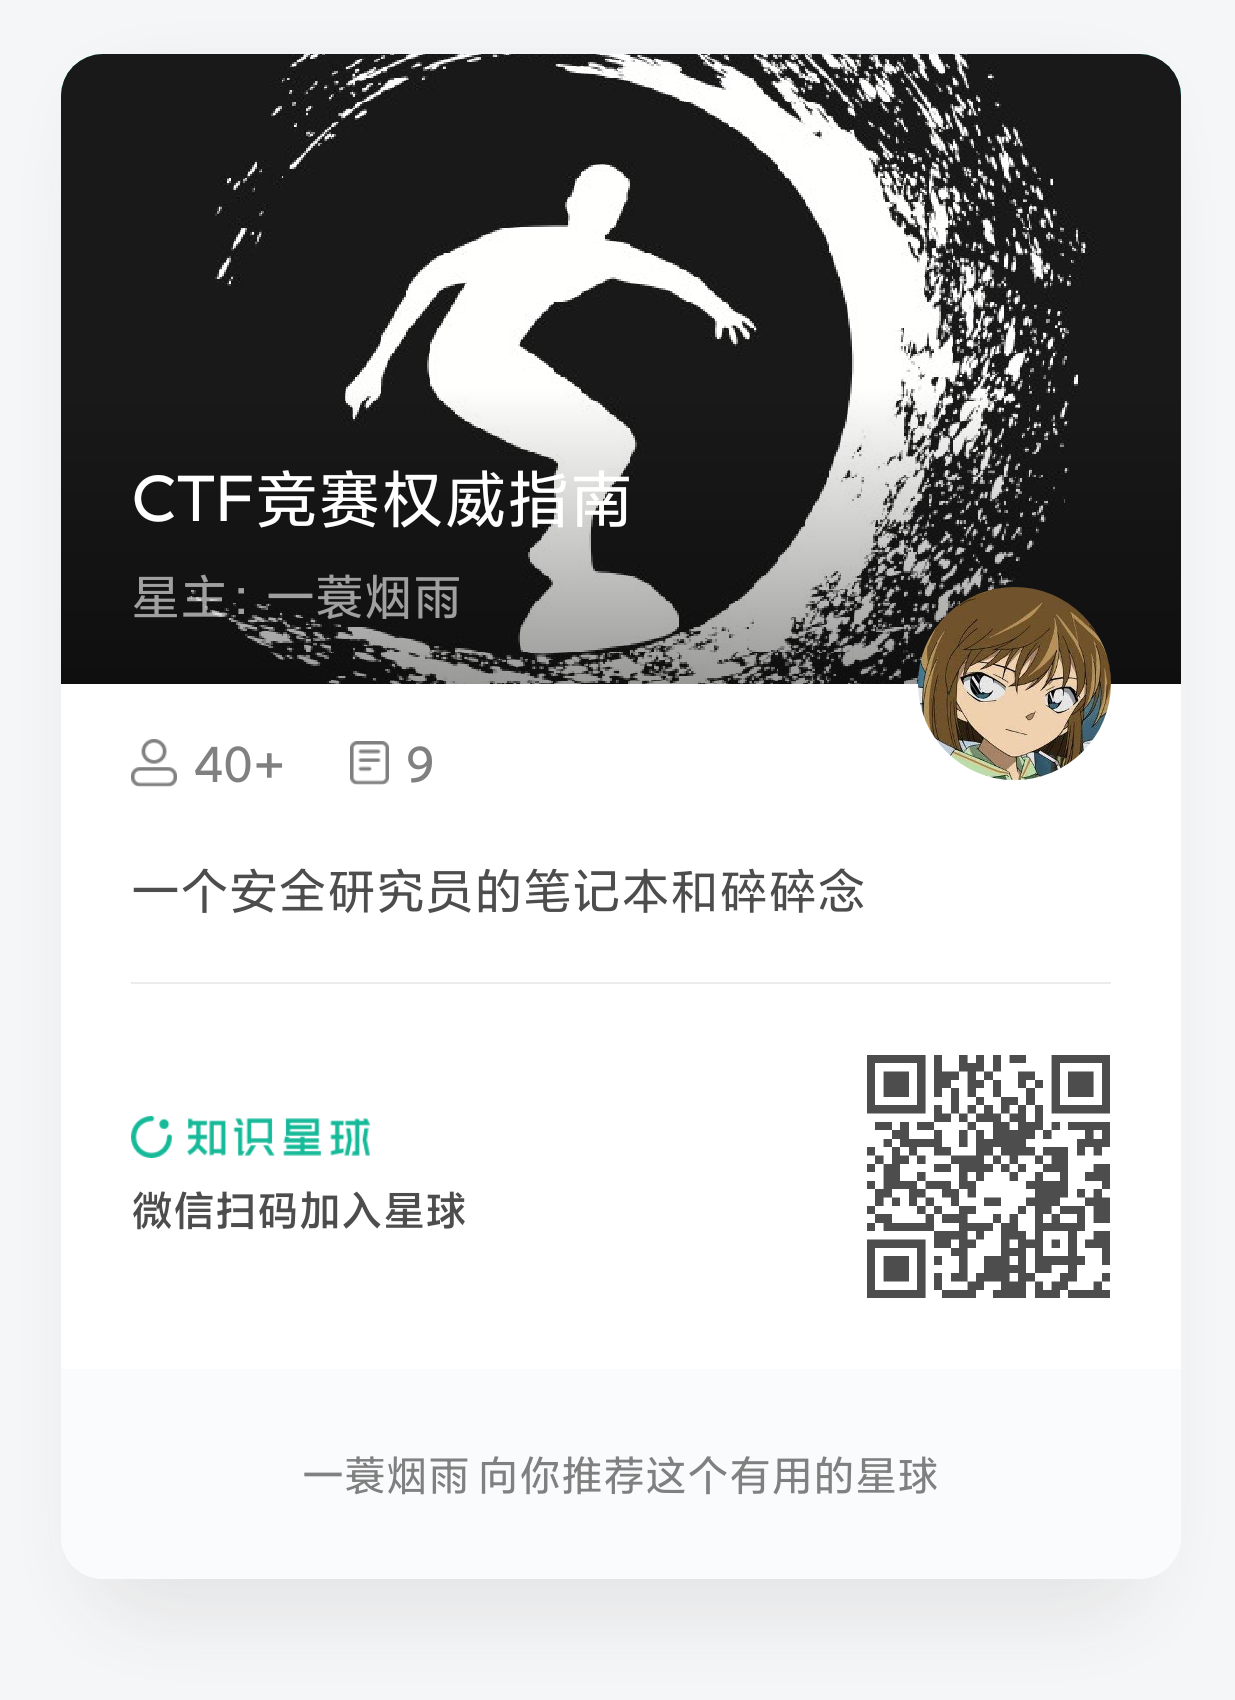 CTF竞赛权威指南
星主：一蓑烟雨
40+ 9
一个安全研究员的笔记本和碎碎念
知识星球
微信扫码加入星球
一蓑烟雨 向你推荐这个有用的星球